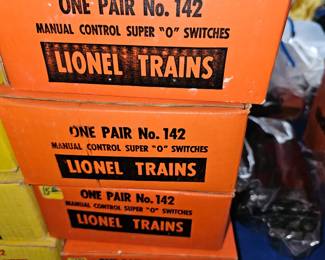 ONE PAIR No. 142
MANUAL CONTROL SUPER "O" SWITCHES
LIONEL TRAINS
ONE PAIR No. 142
MANUAL CONTROL SUPER "O" SWITCHES
LIONEL TRAINS
ONE PAIR No. 142
MANUAL CONTROL SUPER "O" SWITCHES
LIONEL TRAINS